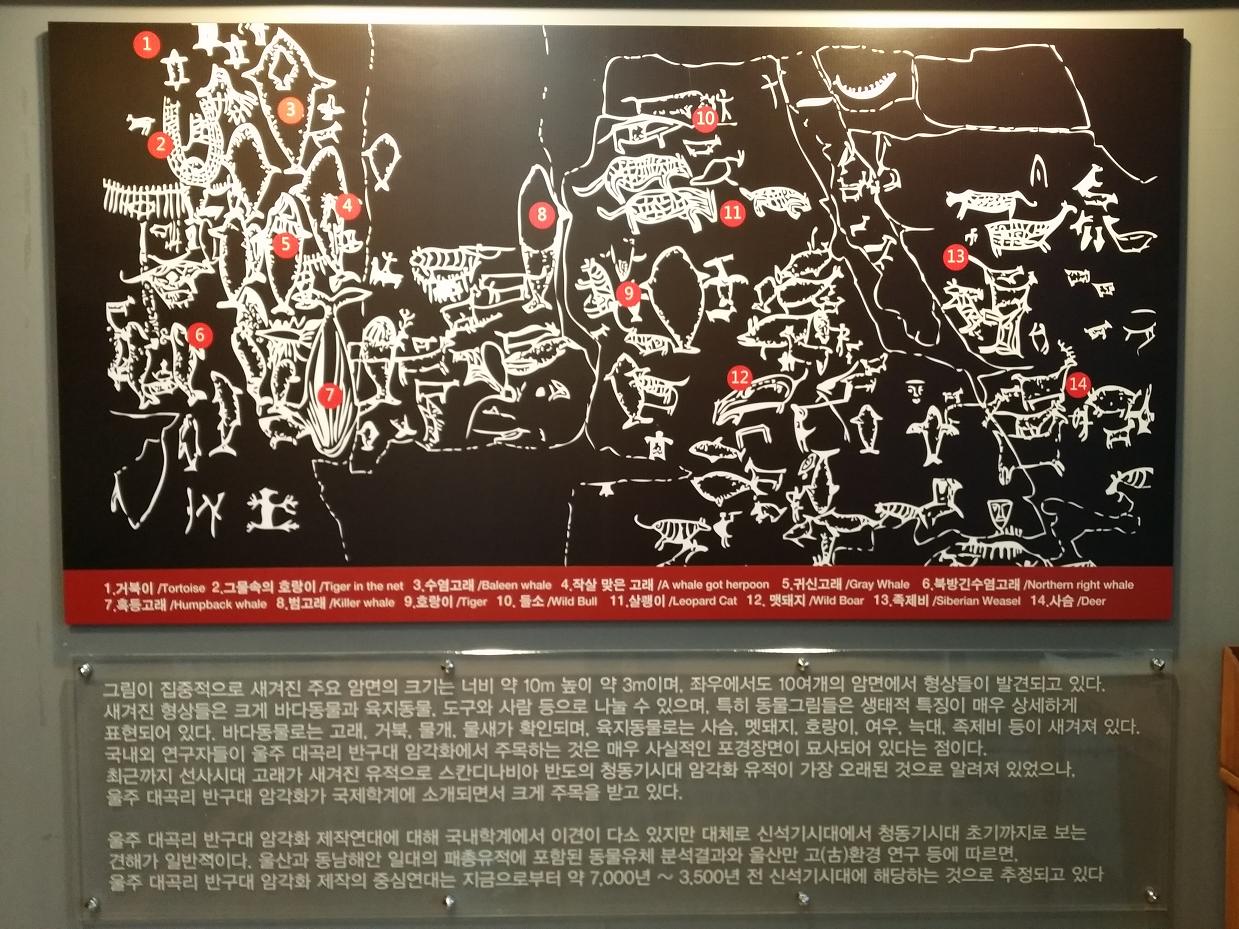 1
2
3
4
5
6
7
8
9
10
11
12
13
14
1.거북이 /Tortoise 2.그물속의 호랑이 /Tiger in the net 3.수염고래 /Baleen whale 4.작살 맞은 고래 /A whale got herpoon 5.귀신고래 /Gray Whale 6.북방긴수염고래 /Northern right whale
7.혹등고래 /Humpback whale 8.범고래 /Killer whale 9.호랑이 /Tiger 10. 들소 /Wild Bull 11.살랭이 /Leopard Cat 12. 멧돼지 /Wild Boar 13.족제비 /Siberian Weasel 14.사슴 /Deer
그림이 집중적으로 새겨진 주요 암면의 크기는 너비 약 10m 높이 약 3m이며, 좌우에서도 10여개의 암면에서 형상들이 발견되고 있다.
새겨진 형상들은 크게 바다동물과 육지동물, 도구와 사람 등으로 나눌 수 있으며, 특히 동물그림들은 생태적 특징이 매우 상세하게
표현되어 있다. 바다동물로는 고래, 거북, 물개, 물새가 확인되며, 육지동물로는 사슴, 멧돼지, 호랑이, 여우, 늑대, 족제비 등이 새겨져 있다.
국내외 연구자들이 울주 대곡리 반구대 암각화에서 주목하는 것은 매우 사실적인 포경장면이 묘사되어 있다는 점이다.
최근까지 선사시대 고래가 새겨진 유적으로 스칸디나비아 반도의 청동기시대 암각화 유적이 가장 오래된 것으로 알려져 있었으나,
울주 대곡리 반구대 암각화가 국제학계에 소개되면서 크게 주목을 받고 있다.
울주 대곡리 반구대 암각화 제작연대에 대해 국내학계에서 이견이 다소 있지만 대체로 신석기시대에서 청동기시대 초기까지로 보는
견해가 일반적이다. 울산과 동남해안 일대의 패총유적에 포함된 동물유체 분석결과와 울산만 고(古)환경 연구 등에 따르면,
울주 대곡리 반구대 암각화 제작의 중심연대는 지금으로부터 약 7,000년 ~ 3,500년 전 신석기시대에 해당하는 것으로 추정되고 있다